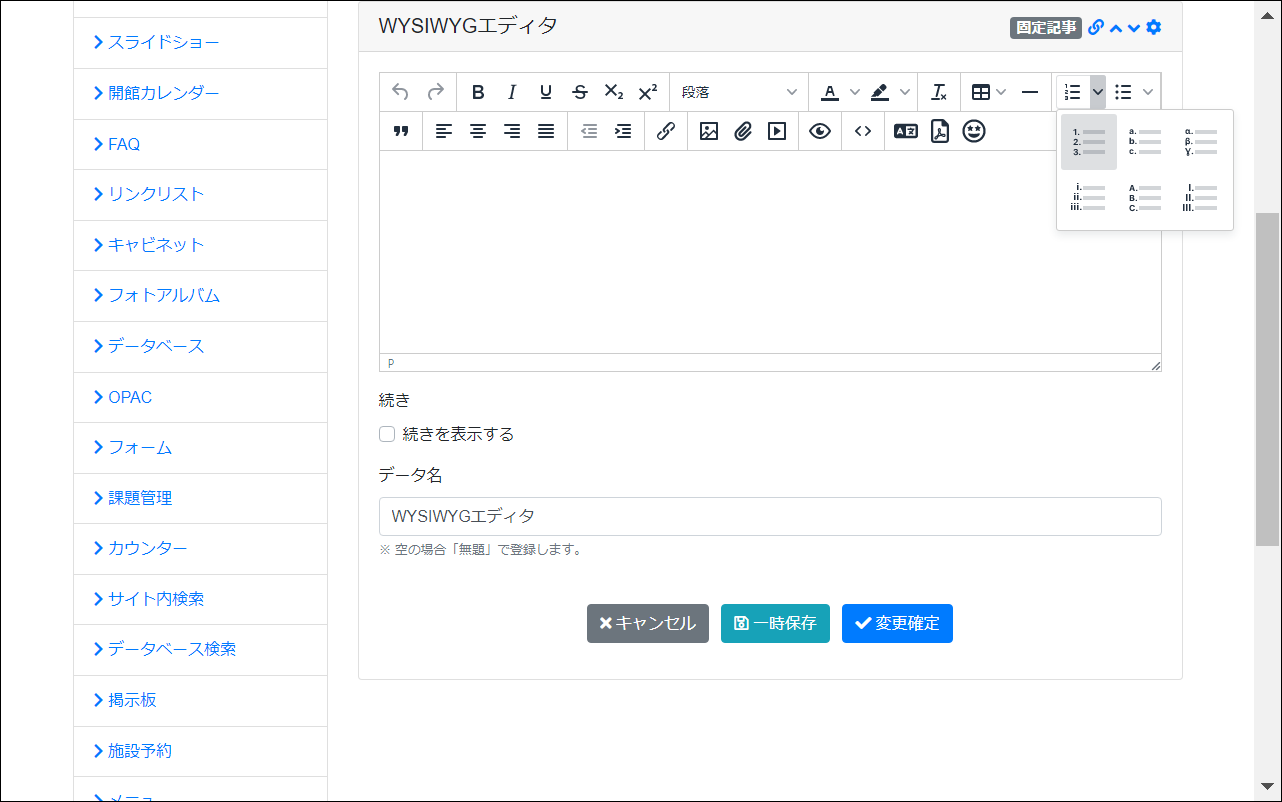 スライドショー
開館カレンダー
FAQ
リンクリスト
キャビネット
フォトアルバム
データベース
OPAC
フォーム
課題管理
カウンター
サイト内検索
データベース検索
掲示板
施設予約
メニュー
WYSIWYGエディタ
固定記事
B I U S X₂ X² 段落 A
1. 2. 3.
a. b. c.
α. β. γ.
i. ii. iii.
A. B. C.
I. II. III.
P
続き
続きを表示する
データ名
WYSIWYGエディタ
※ 空の場合「無題」で登録します。
キャンセル
一時保存
変更確定